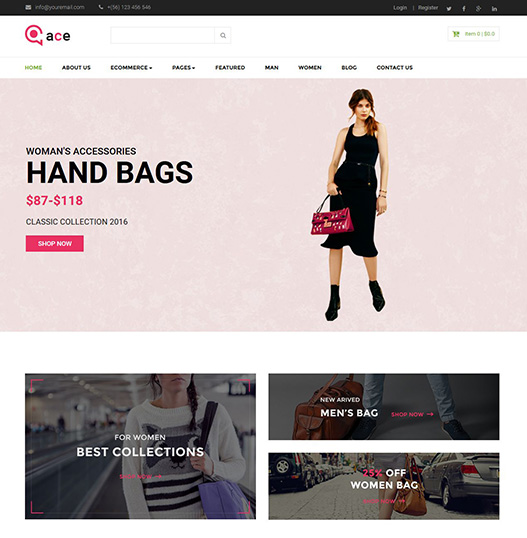 info@youremail.com +(56) 123 456 546 Login | Register
ace
Item 0 | $0.0
HOME ABOUT US ECOMMERCE PAGES FEATURED MAN WOMEN BLOG CONTACT US
WOMAN'S ACCESSORIES
HAND BAGS
$87-$118
CLASSIC COLLECTION 2016
SHOP NOW
FOR WOMEN
BEST COLLECTIONS
SHOP NOW
NEW ARIVED
MEN'S BAG SHOP NOW
25% OFF
WOMEN BAG
SHOP NOW